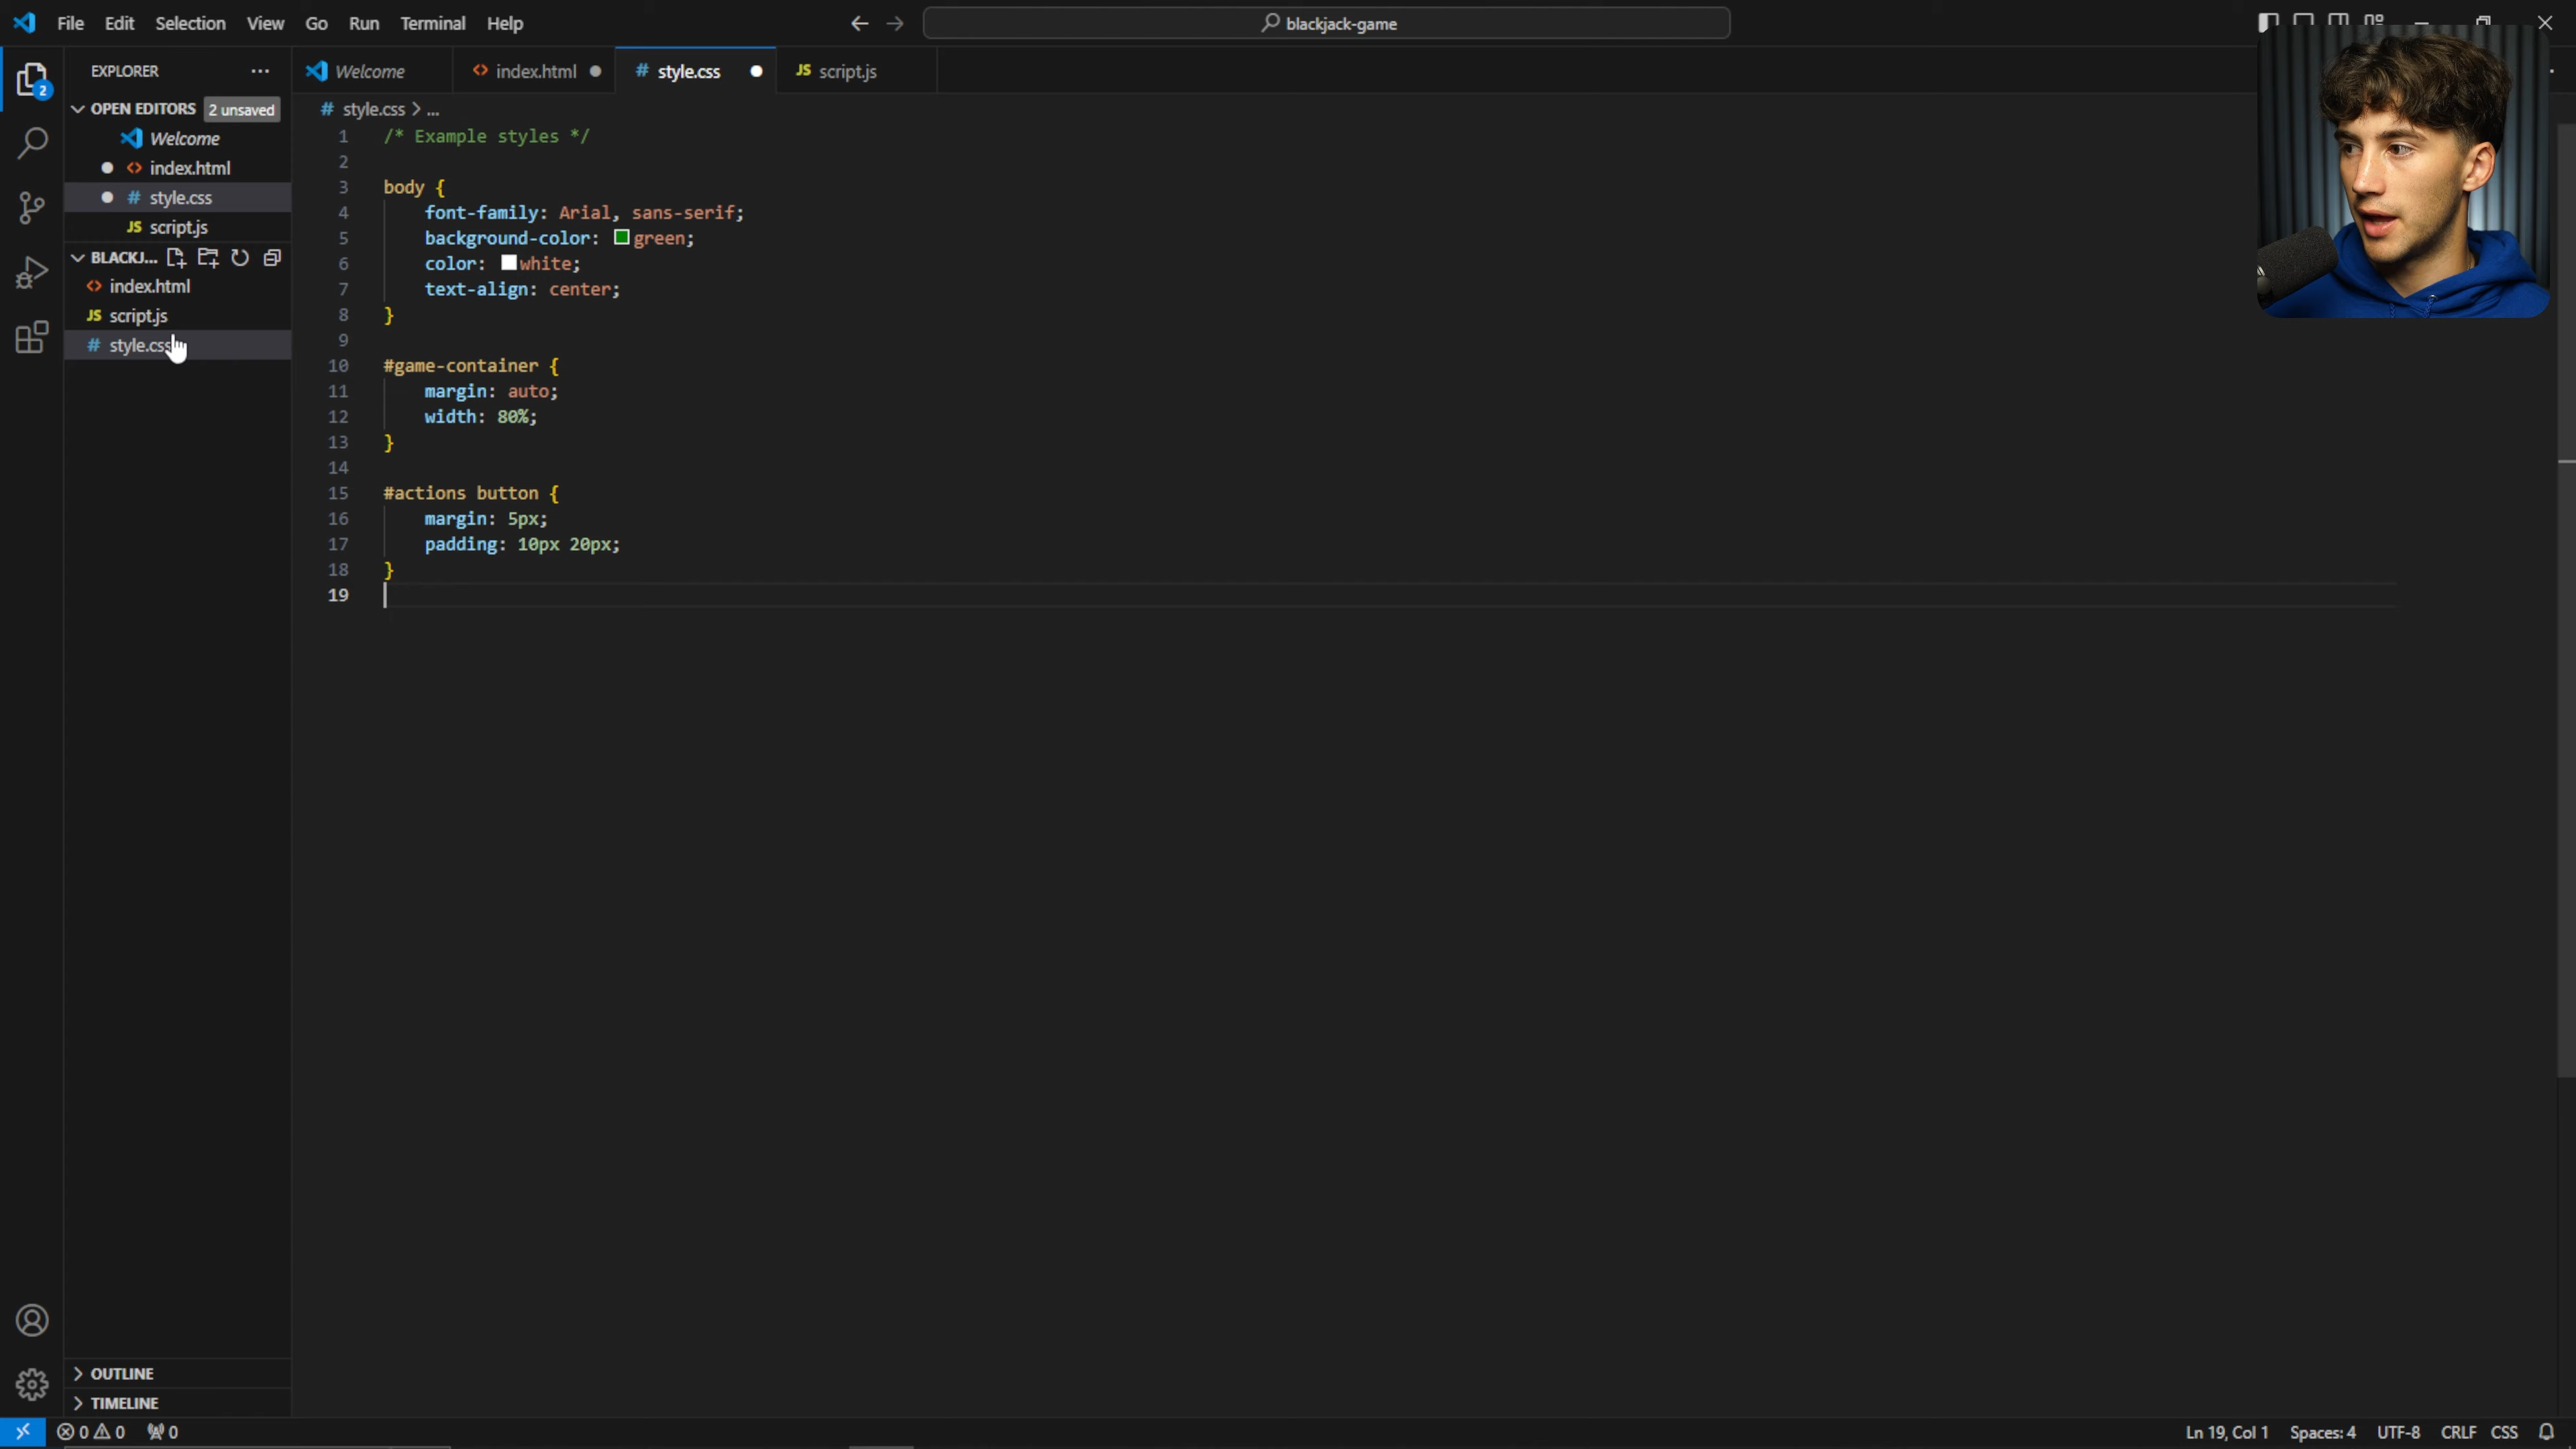 File Edit Selection View Go Run Terminal Help
blackjack-game
EXPLORER
Welcome
index.html
# style.css
JS script.js
2
OPEN EDITORS 2 unsaved
Welcome
index.html
# style.css
JS script.js
BLACKJ...
index.html
JS script.js
# style.css
# style.css > ...
1 /* Example styles */
2
3 body {
4 font-family: Arial, sans-serif;
5 background-color: green;
6 color: white;
7 text-align: center;
8 }
9
10 #game-container {
11 margin: auto;
12 width: 80%;
13 }
14
15 #actions button {
16 margin: 5px;
17 padding: 10px 20px;
18 }
19
OUTLINE
TIMELINE
0 0 0
Ln 19, Col 1 Spaces: 4 UTF-8 CRLF CSS